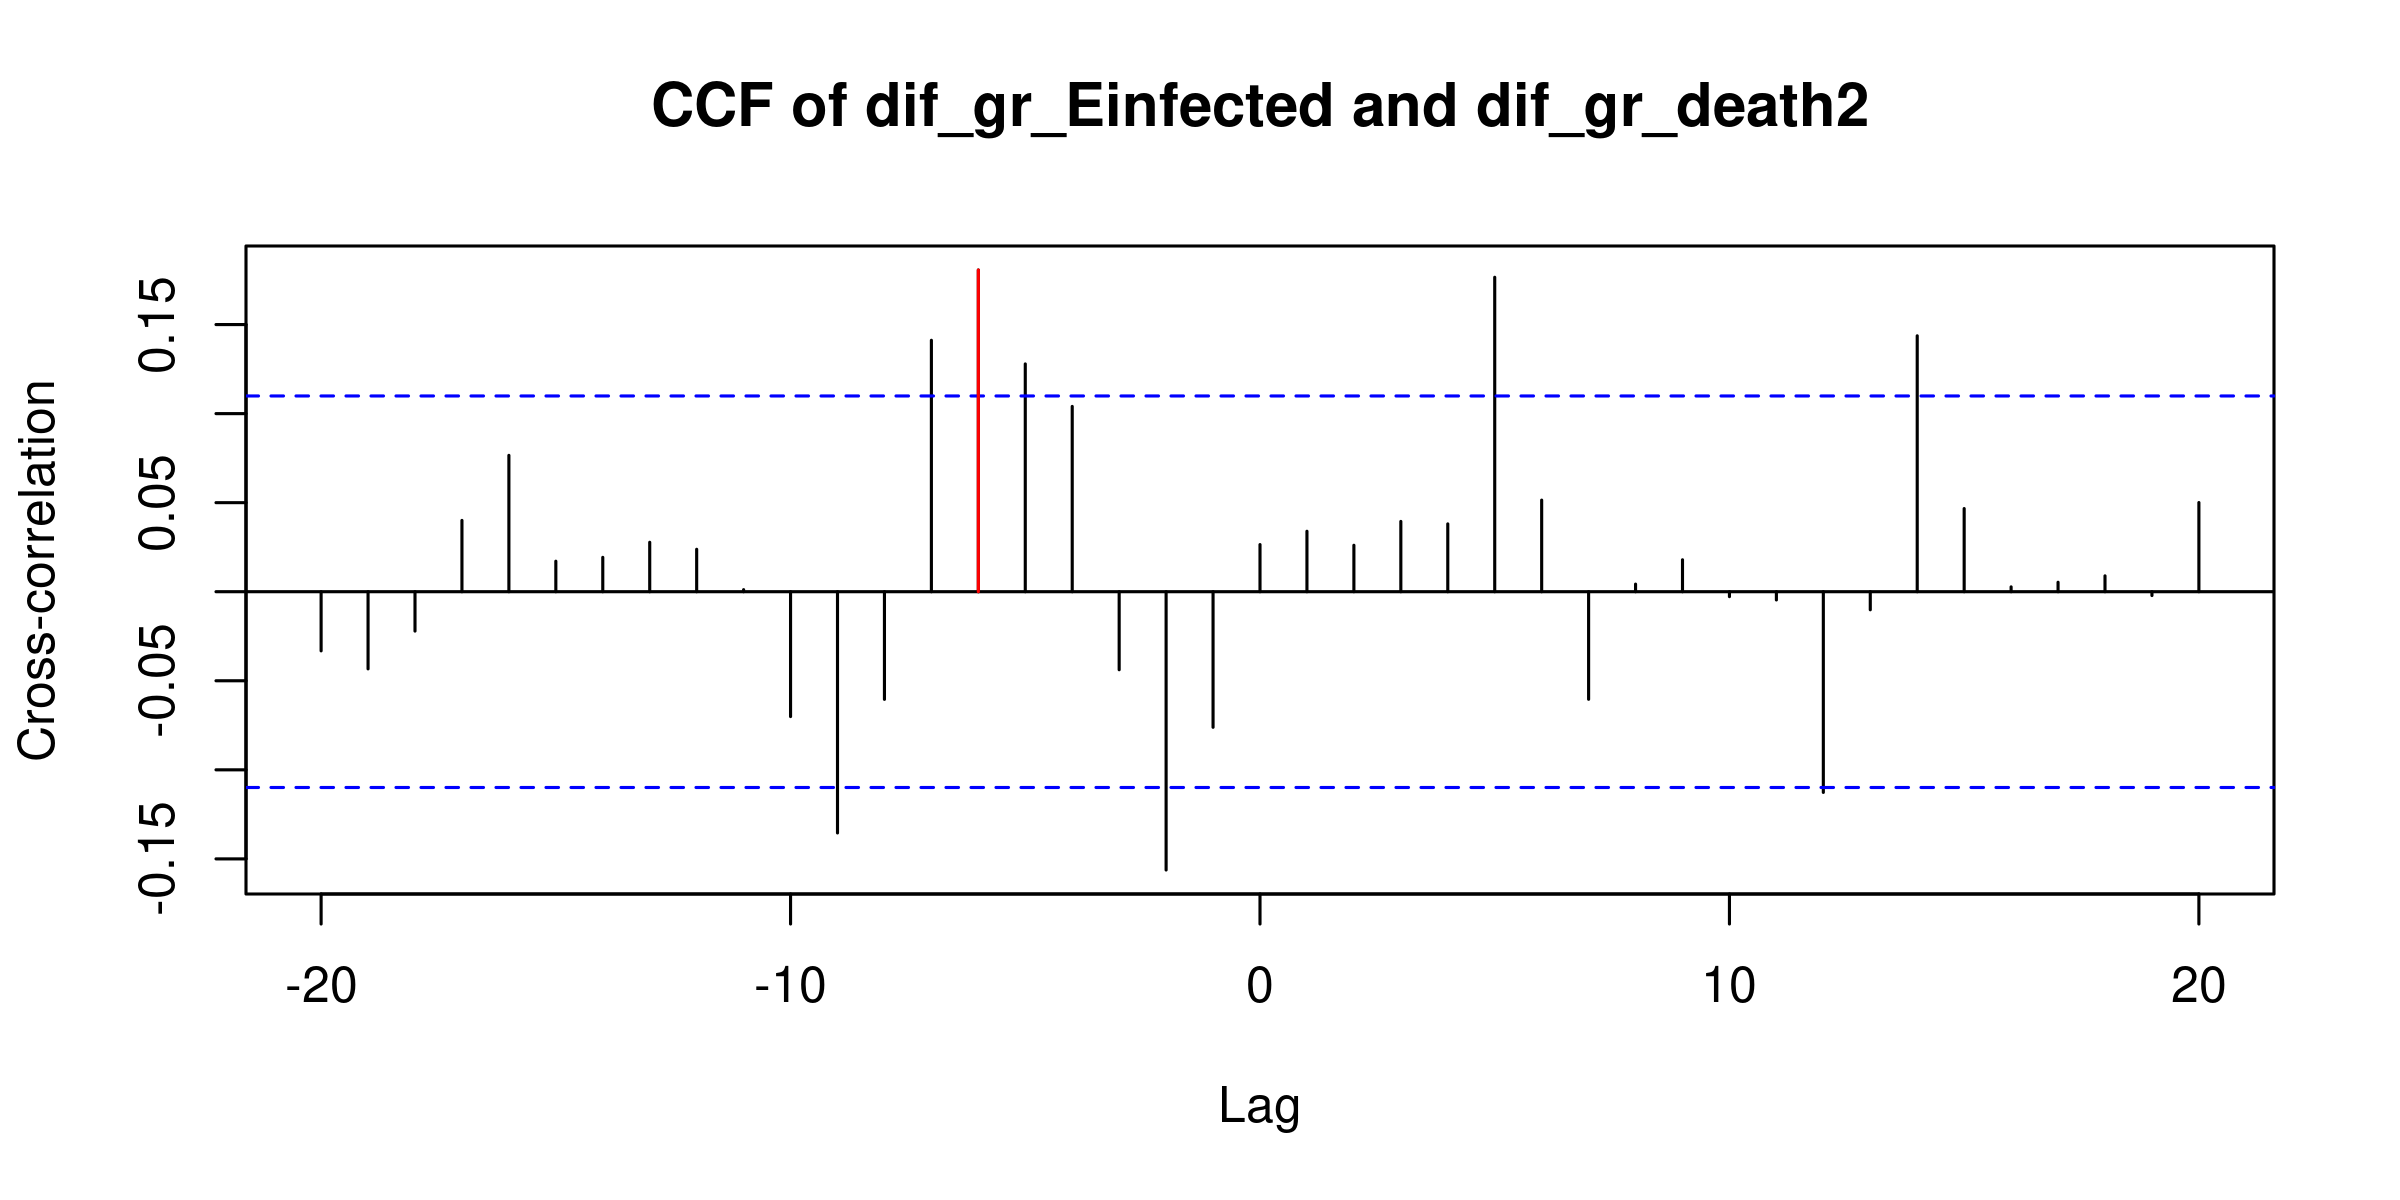 CCF of dif_gr_Einfected and dif_gr_death2
Cross-correlation
0.15
0.05
-0.05
-0.15
-20 -10 0 10 20
Lag